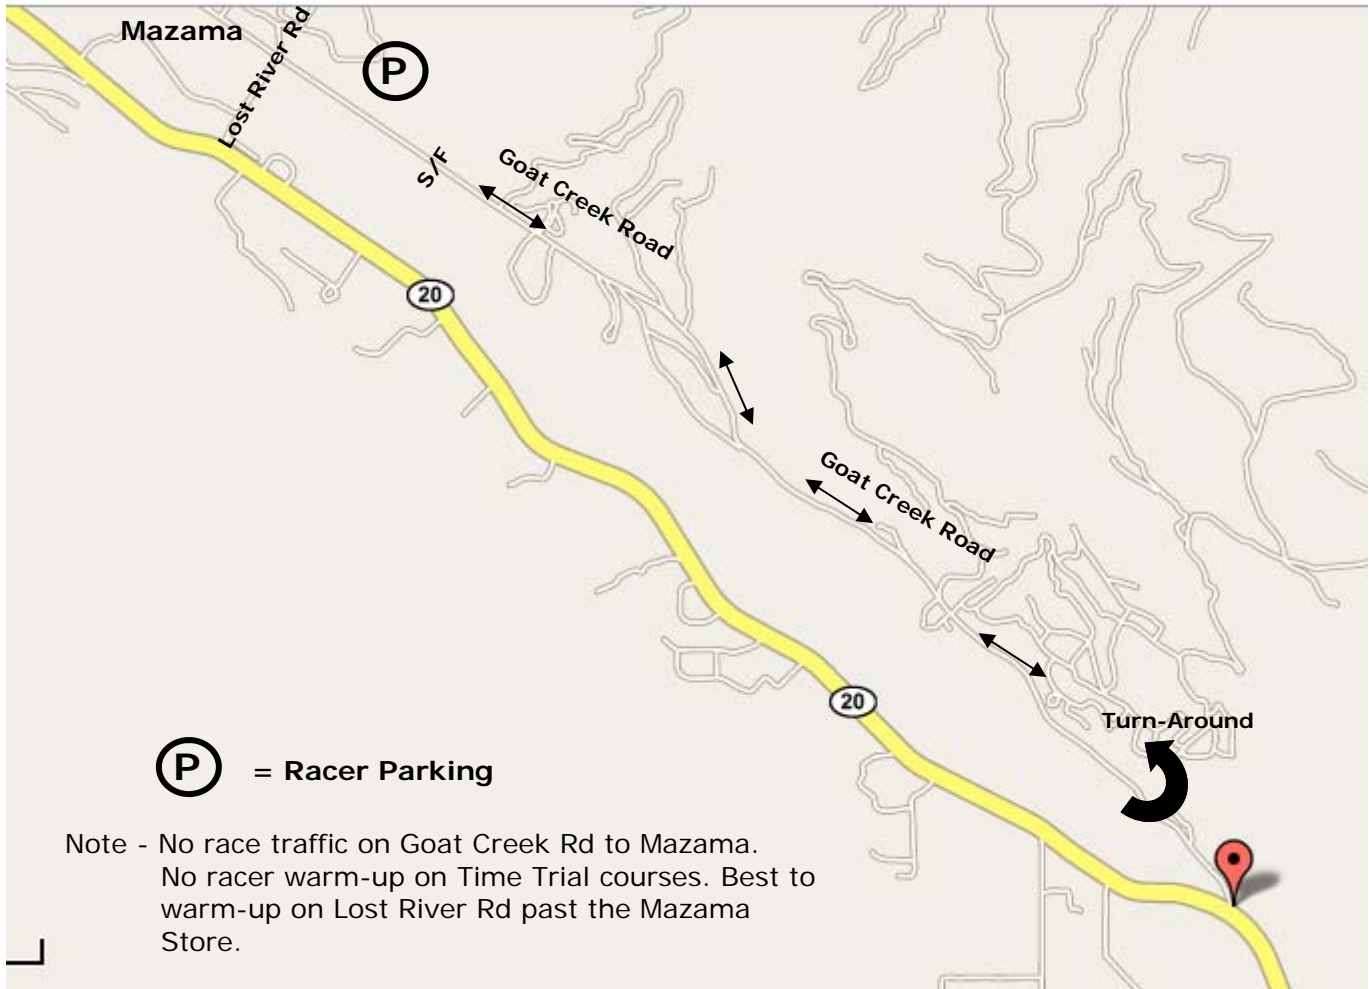 Mazama
Lost River Rd
P
S/F
Goat Creek Road
20
Goat Creek Road
20
Turn-Around
P = Racer Parking
Note - No race traffic on Goat Creek Rd to Mazama.
No racer warm-up on Time Trial courses. Best to
warm-up on Lost River Rd past the Mazama
Store.